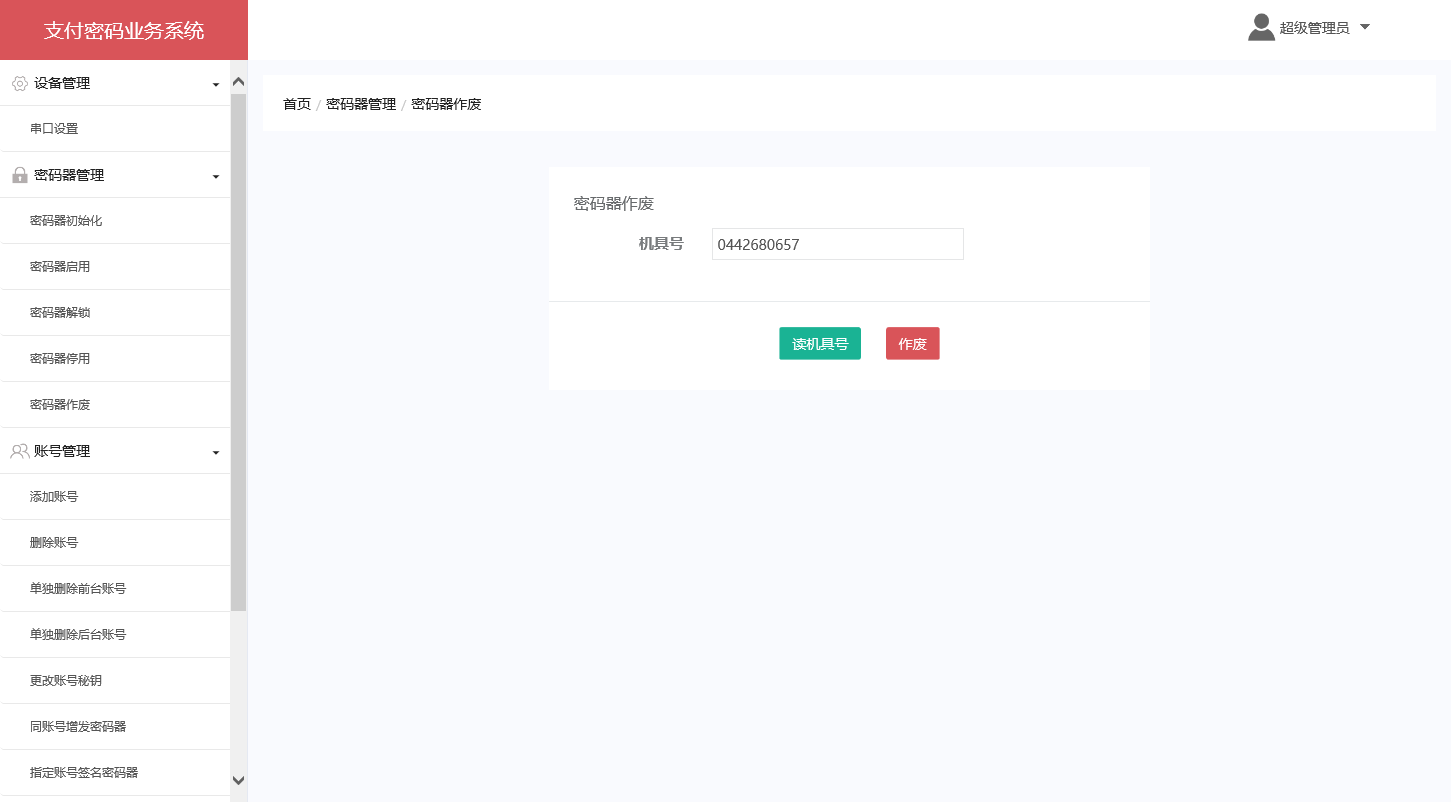 支付密码业务系统
超级管理员
设备管理
串口设置
密码器管理
密码器初始化
密码器启用
密码器解锁
密码器停用
密码器作废
账号管理
添加账号
删除账号
单独删除前台账号
单独删除后台账号
更改账号秘钥
同账号增发密码器
指定账号签名密码器
首页 / 密码器管理 / 密码器作废
密码器作废
机具号 0442680657
读机具号 作废